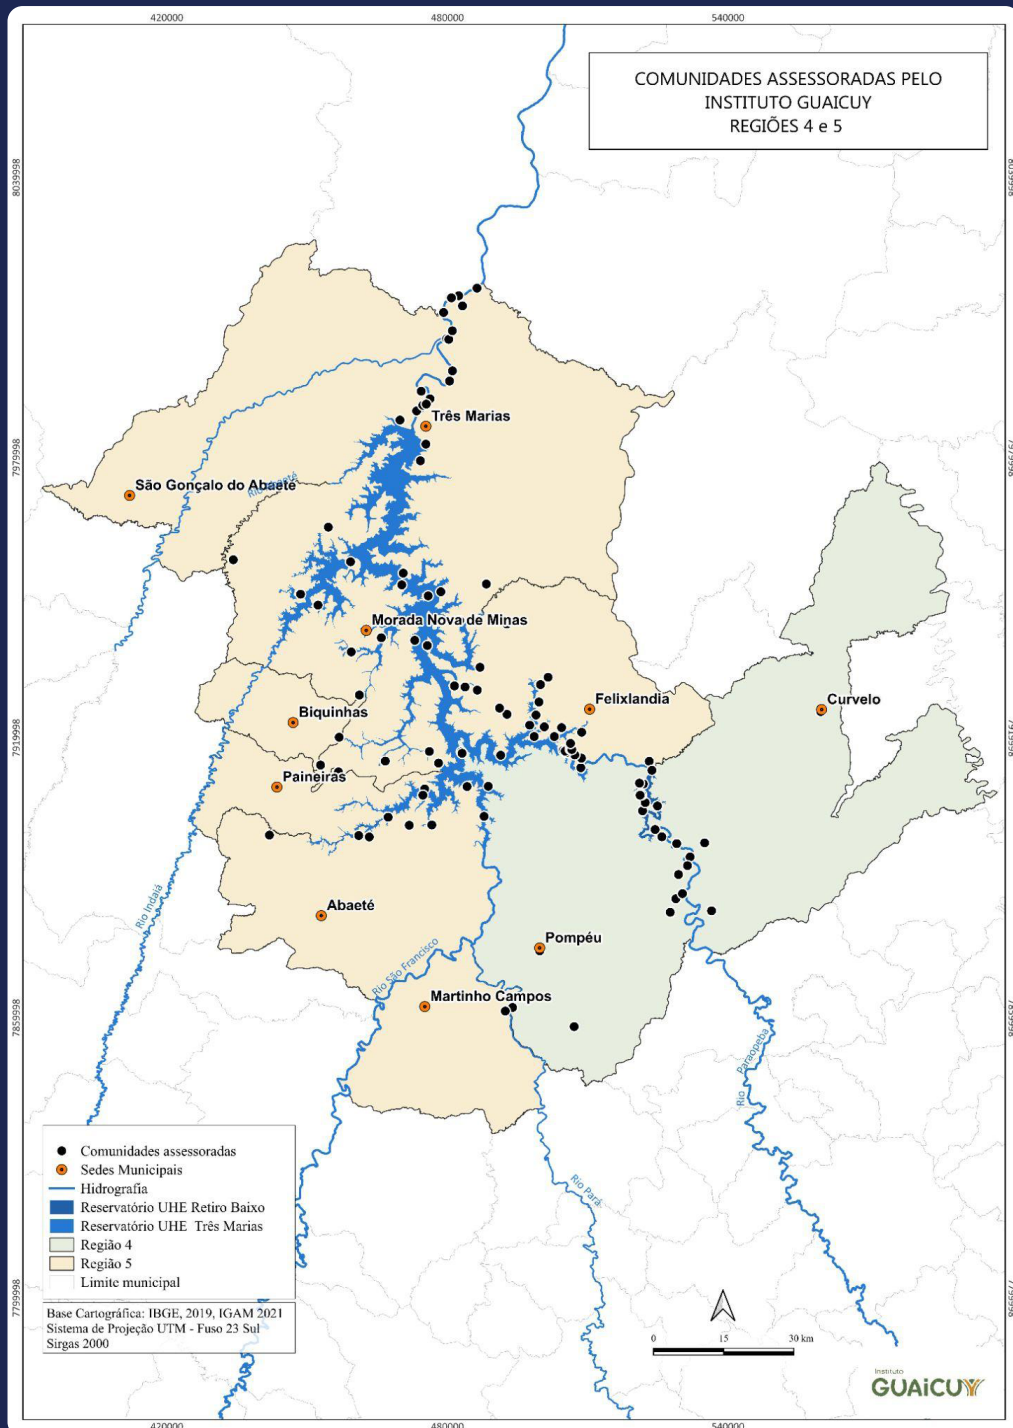 420000
480000
540000
COMUNIDADES ASSESSORADAS PELO
INSTITUTO GUAICUY
REGIÕES 4 e 5
8039998
7979998
Três Marias
São Gonçalo do Abaeté
Morada Nova de Minas
Felixlandia
Curvelo
Biquinhas
7919998
Paineiras
Rio Indaiá
Abaeté
Pompéu
Rio São Francisco
Martinho Campos
7859998
Rio Paraopeba
Rio Pará
Comunidades assessoradas
Sedes Municipais
Hidrografia
Reservatório UHE Retiro Baixo
Reservatório UHE Três Marias
Região 4
Região 5
Limite municipal
7799998
Base Cartográfica: IBGE, 2019, IGAM 2021
Sistema de Projeção UTM - Fuso 23 Sul
Sirgas 2000
0 15 30 km
Instituto
GUAiCUY
420000
480000
540000